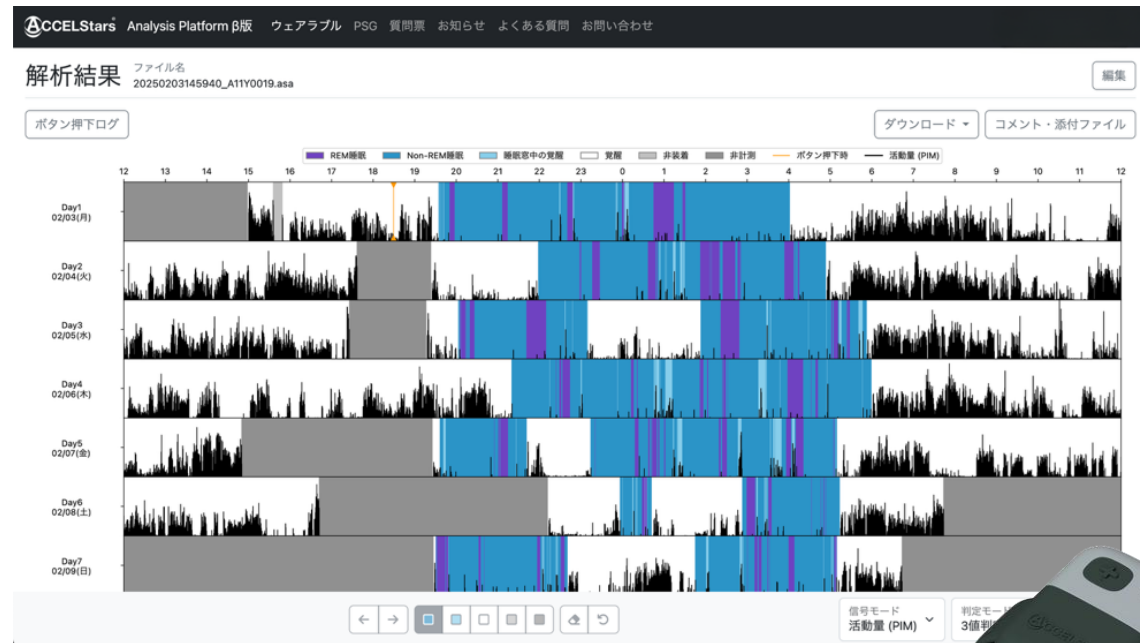 ACCELStars Analysis Platform β版 ウェアラブル PSG 質問票 お知らせ よくある質問 お問い合わせ
解析結果 ファイル名
20250203145940_A11Y0019.asa
編集
ボタン押下ログ
ダウンロード
コメント・添付ファイル
REM睡眠 Non-REM睡眠 睡眠窓中の覚醒 覚醒 非装着 非計測 ボタン押下時 活動量 (PIM)
12 13 14 15 16 17 18 19 20 21 22 23 0 1 2 3 4 5 6 7 8 9 10 11 12
Day1
02/03(月)
Day2
02/04(火)
Day3
02/05(水)
Day4
02/06(木)
Day5
02/07(金)
Day6
02/08(土)
Day7
02/09(日)
信号モード
活動量 (PIM)
判定モー
3値判